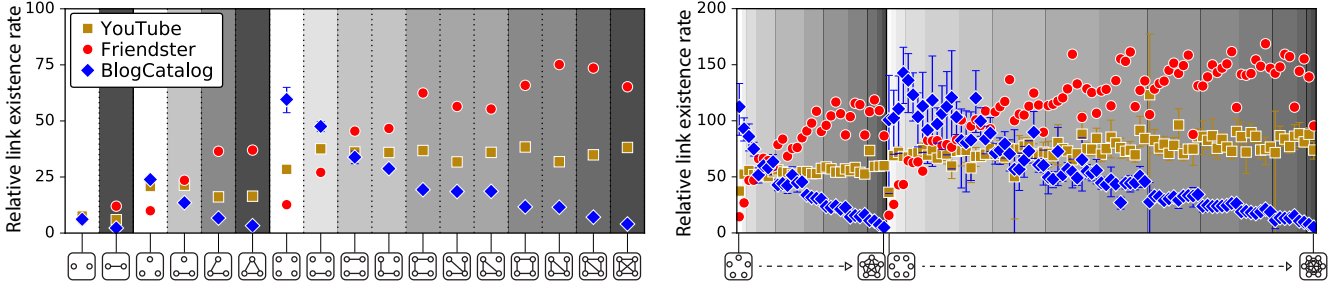 Relative link existence rate
100
75
50
25
0
YouTube
Friendster
BlogCatalog
Relative link existence rate
200
150
100
50
0